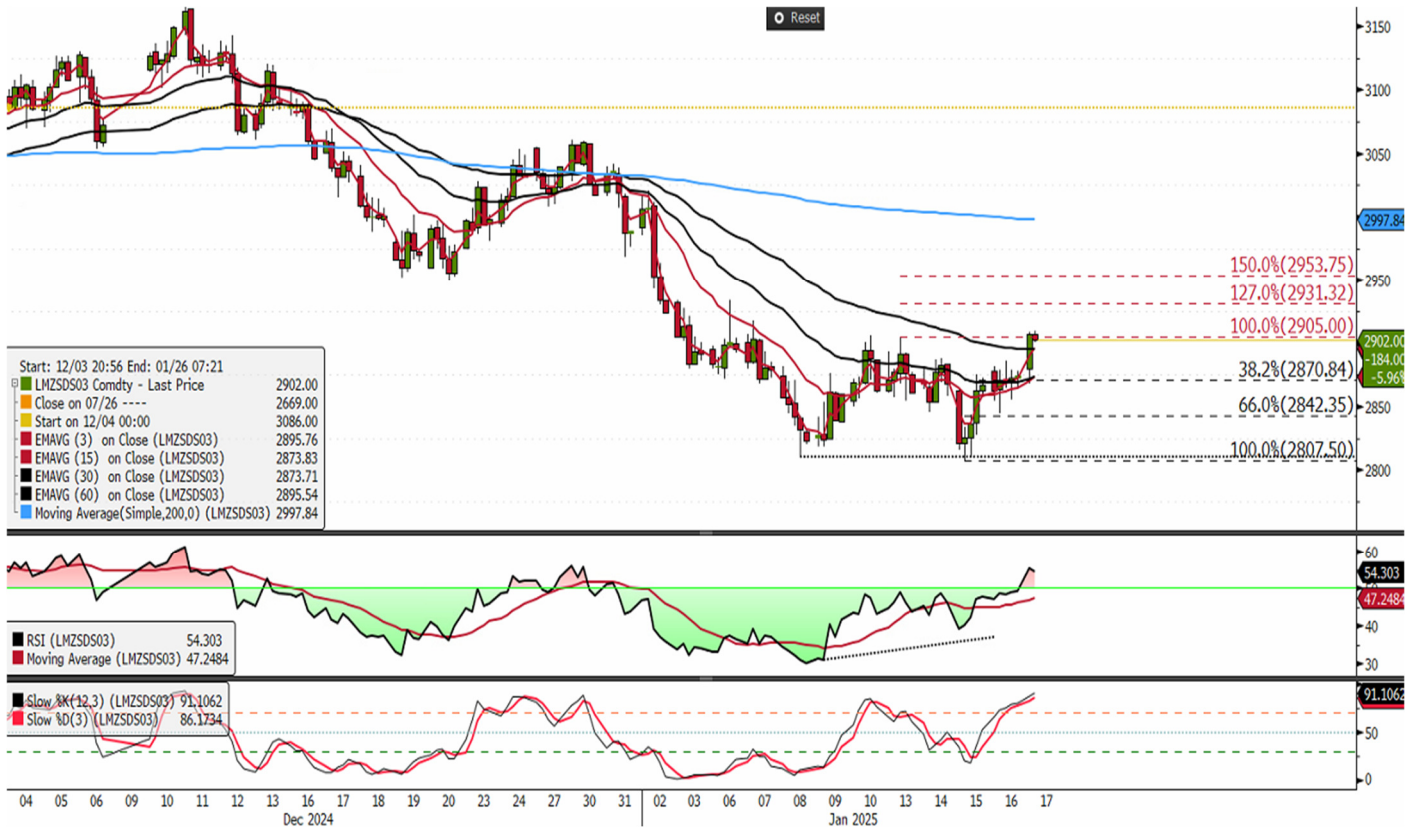 Reset
3150
3100
3050
2997.84
150.0%(2953.75)
2950
127.0%(2931.32)
100.0%(2905.00)
2902.00
-184.00
-5.96%
38.2%(2870.84)
2850
66.0%(2842.35)
100.0%(2807.50)
2800
Start: 12/03 20:56 End: 01/26 07:21
LMZSDS03 Comdty - Last Price 2902.00
Close on 07/26 ---- 2669.00
Start on 12/04 00:00 3086.00
EMAVG (3) on Close (LMZSDS03) 2895.76
EMAVG (15) on Close (LMZSDS03) 2873.83
EMAVG (30) on Close (LMZSDS03) 2873.71
EMAVG (60) on Close (LMZSDS03) 2895.54
Moving Average(Simple,200,0) (LMZSDS03) 2997.84
60
54.303
47.2484
40
30
RSI (LMZSDS03) 54.303
Moving Average (LMZSDS03) 47.2484
Slow %K(12,3) (LMZSDS03) 91.1062
Slow %D(3) (LMZSDS03) 86.1734
91.1062
50
0
04 05 06 09 10 11 12 13 16 17 18 19 20 23 24 26 27 30 31 02 03 06 07 08 09 10 13 14 15 16 17
Dec 2024 Jan 2025